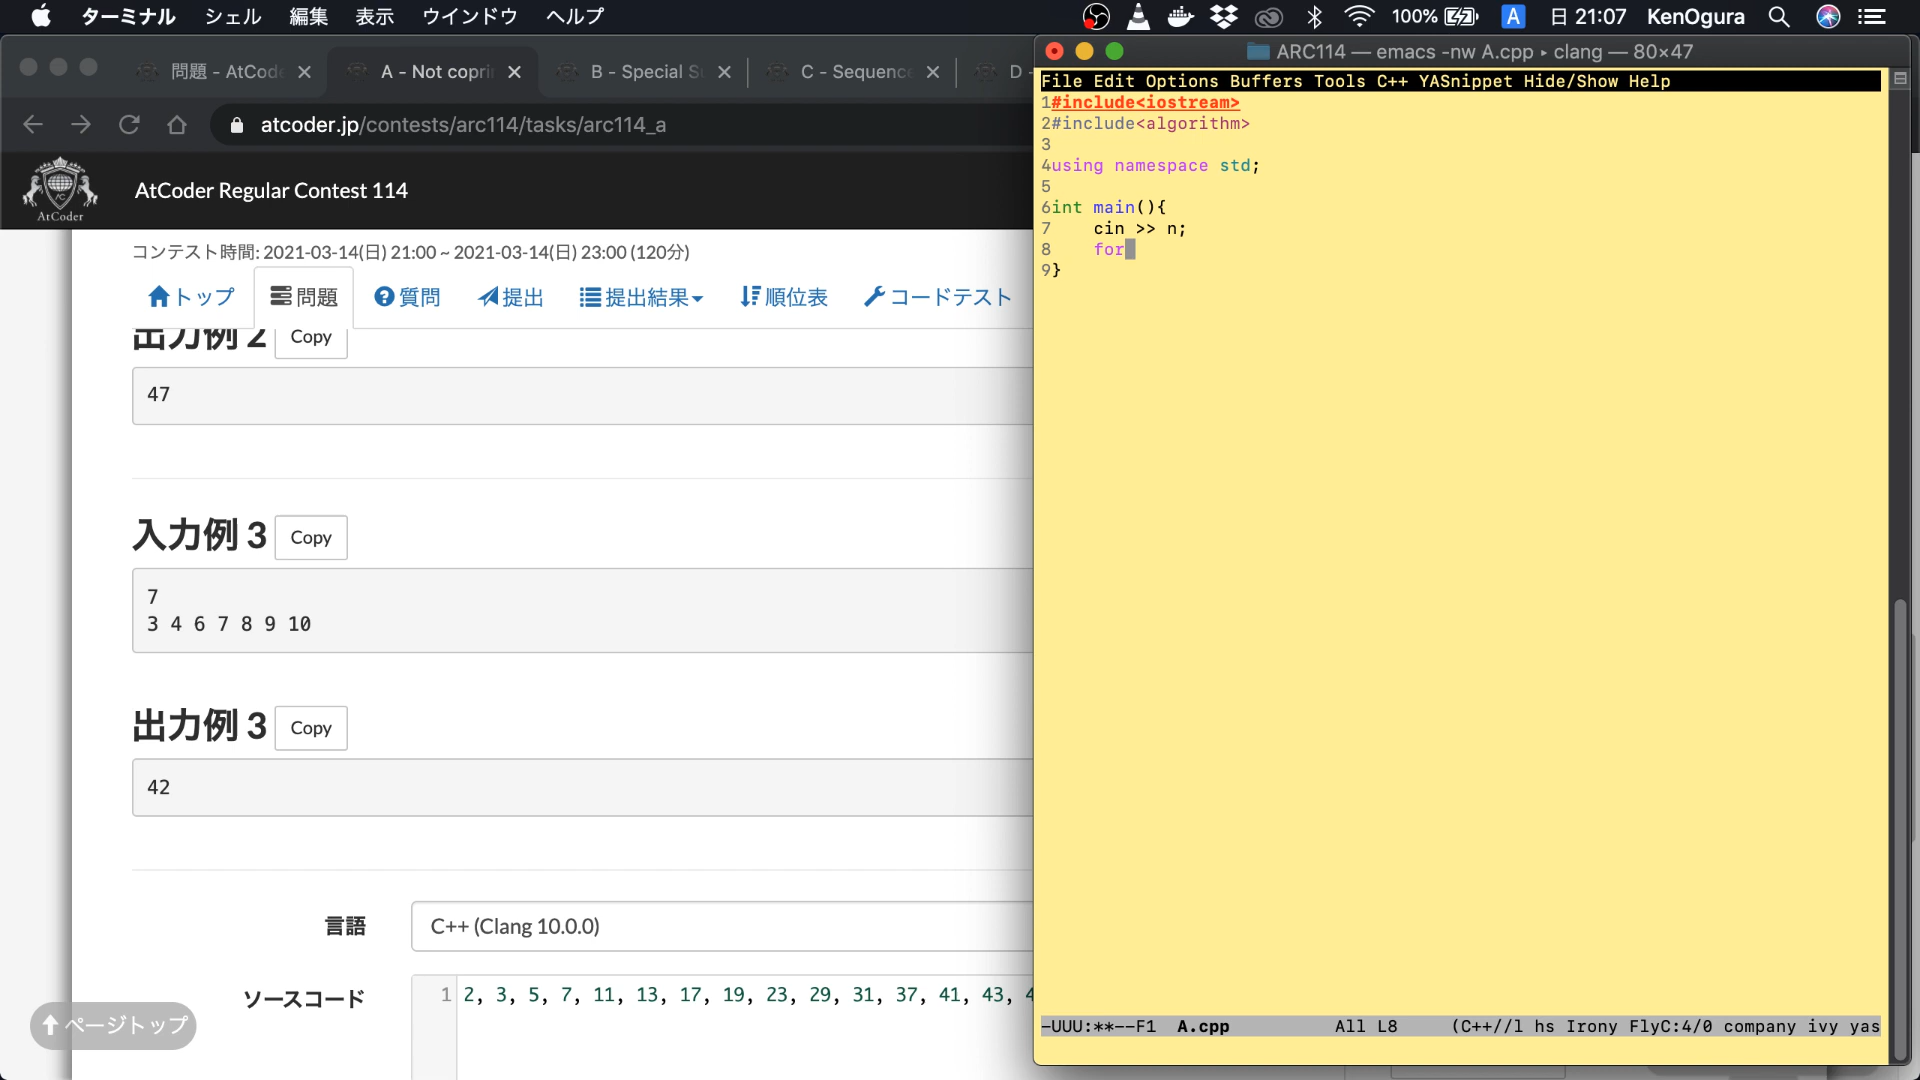 ターミナル シェル 編集 表示 ウインドウ ヘルプ 100% A 日 21:07 KenOgura
問題 - AtCode A - Not coprin B - Special Su C - Sequence D -
atcoder.jp/contests/arc114/tasks/arc114_a
AtCoder
AtCoder Regular Contest 114
コンテスト時間: 2021-03-14(日) 21:00 ~ 2021-03-14(日) 23:00 (120分)
トップ 問題 質問 提出 提出結果 順位表 コードテスト
出力例 2 Copy
47
入力例 3 Copy
7
3 4 6 7 8 9 10
出力例 3 Copy
42
言語 C++ (Clang 10.0.0)
ソースコード 1 2, 3, 5, 7, 11, 13, 17, 19, 23, 29, 31, 37, 41, 43, 4
ページトップ
ARC114 — emacs -nw A.cpp ▸ clang — 80×47
File Edit Options Buffers Tools C++ YASnippet Hide/Show Help
1#include<iostream>
2#include<algorithm>
3
4using namespace std;
5
6int main(){
7    cin >> n;
8    for
9}
-UUU:**--F1  A.cpp          All L8     (C++//l hs Irony FlyC:4/0 company ivy yas